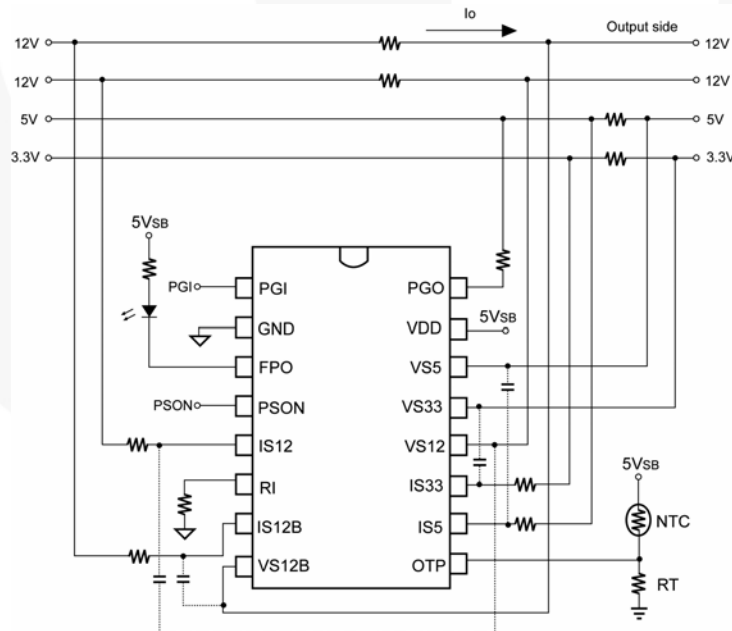 Io
12V
Output side
12V
12V
12V
5V
5V
3.3V
3.3V
5VSB
PGI
PGI
PGO
GND
VDD
5VSB
FPO
VS5
PSON
PSON
VS33
IS12
VS12
RI
IS33
5VSB
IS12B
IS5
NTC
VS12B
OTP
RT